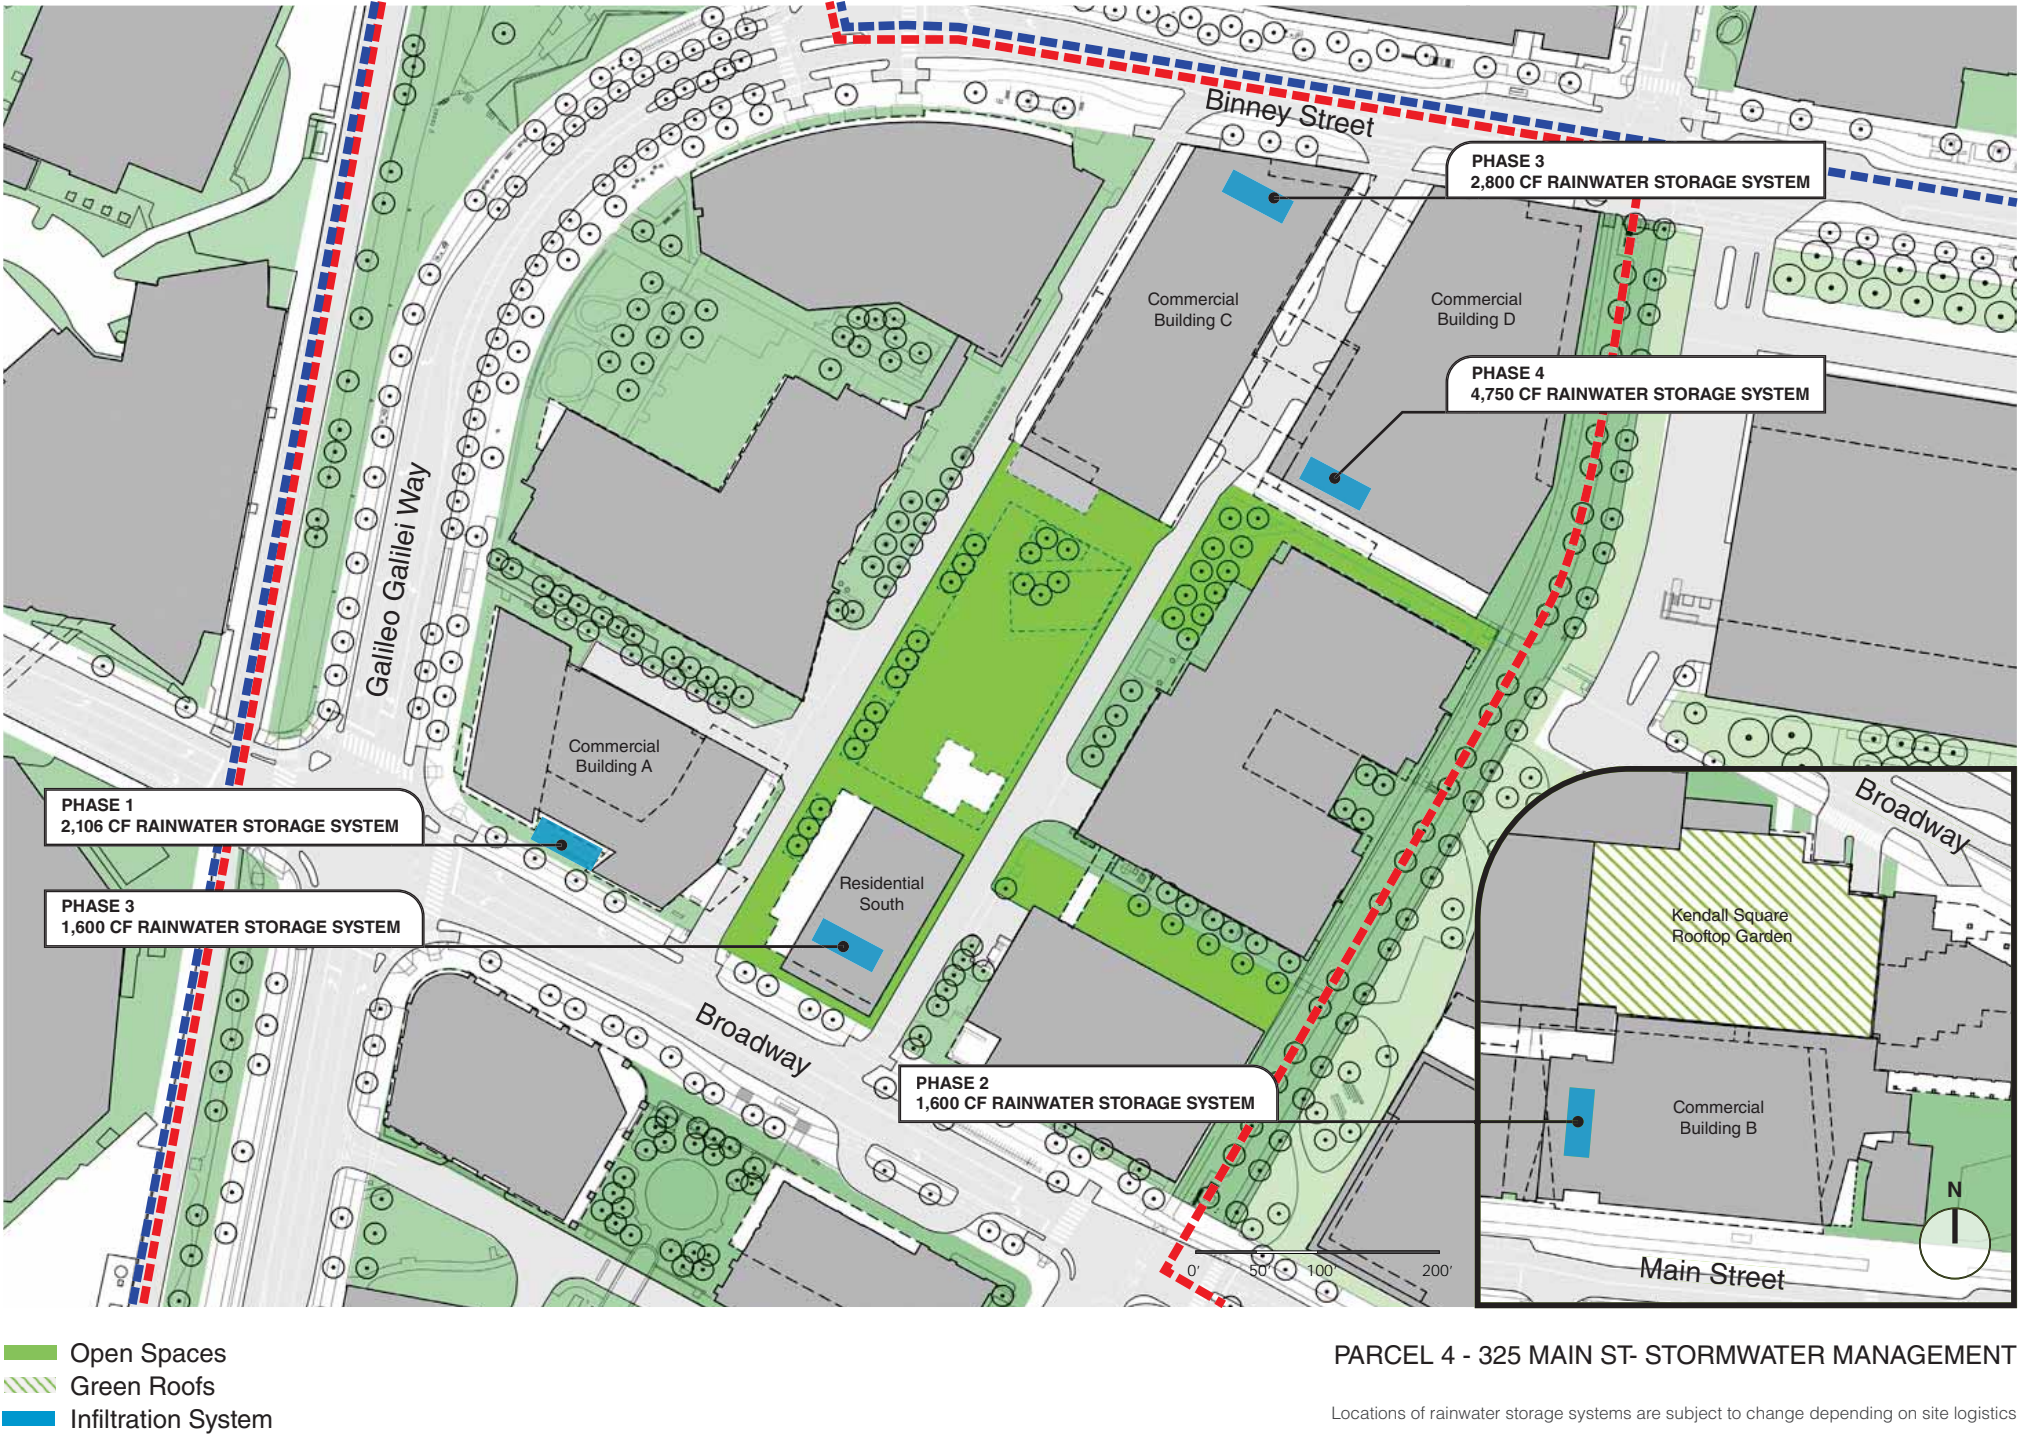 Binney Street
PHASE 3
2,800 CF RAINWATER STORAGE SYSTEM
Commercial
Building C
Commercial
Building D
PHASE 4
4,750 CF RAINWATER STORAGE SYSTEM
Galileo Galilei Way
Commercial
Building A
PHASE 1
2,106 CF RAINWATER STORAGE SYSTEM
Residential
South
PHASE 3
1,600 CF RAINWATER STORAGE SYSTEM
Broadway
PHASE 2
1,600 CF RAINWATER STORAGE SYSTEM
Broadway
Kendall Square
Rooftop Garden
Commercial
Building B
N
Main Street
0' 50' 100' 200'
Open Spaces
Green Roofs
Infiltration System
PARCEL 4 - 325 MAIN ST- STORMWATER MANAGEMENT
Locations of rainwater storage systems are subject to change depending on site logistics